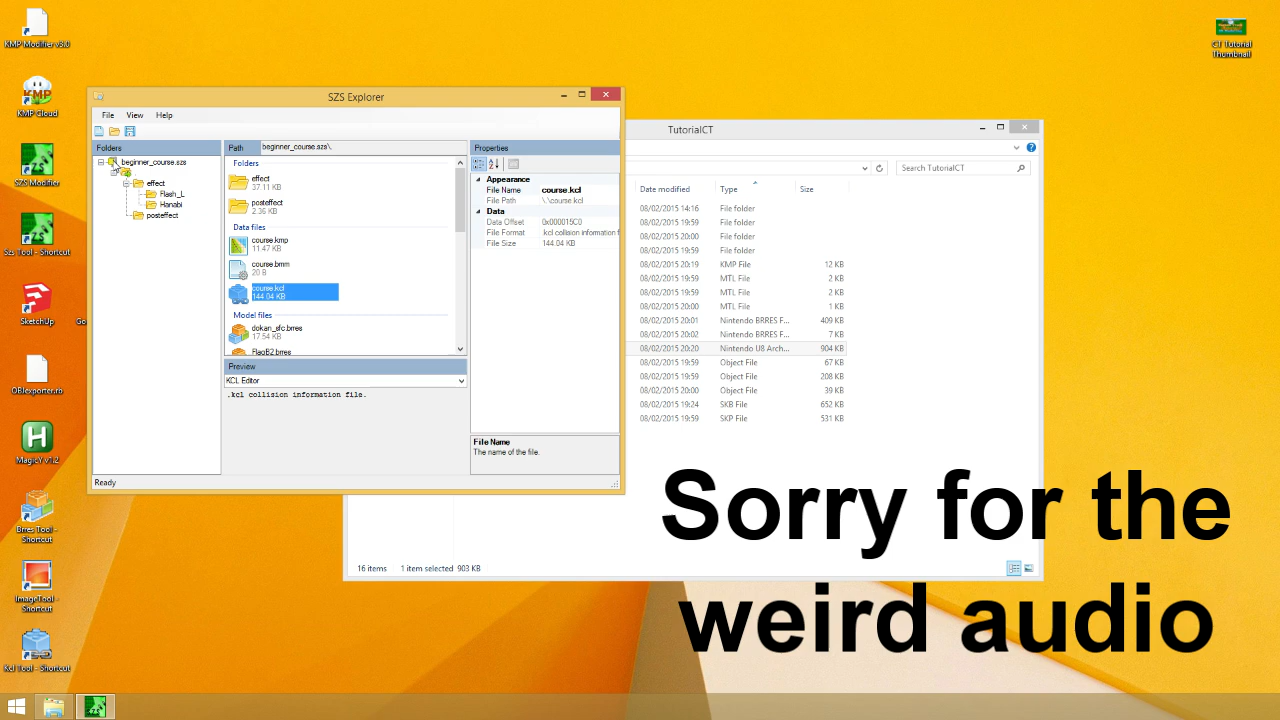 KMP Modifier v3.0
KMP Cloud
SZS Modifier
Szs Tool - Shortcut
SketchUp
Go
OBJexporter.ro
MagicY v1.2
Brres Tool -
Shortcut
ImageTool -
Shortcut
Kcl Tool - Shortcut
CT Tutorial
Thumbnail
SZS Explorer
File View Help
Folders
beginner_course.szs
effect
Flash_L
Hanabi
posteffect
Path beginner_course.szs\
Folders
effect
37.11 KB
posteffect
2.36 KB
Data files
course.kmp
11.47 KB
course.bmm
20 B
course.kcl
144.04 KB
Model files
dokan_sfc.brres
17.54 KB
FlagB2.brres
Preview
KCL Editor
.kcl collision information file.
Properties
Appearance
File Name course.kcl
File Path \.\course.kcl
Data
Data Offset 0x000015C0
File Format .kcl collision information f
File Size 144.04 KB
File Name
The name of the file.
Ready
TutorialCT
Search TutorialCT
Date modified Type Size
08/02/2015 14:16 File folder
08/02/2015 19:59 File folder
08/02/2015 20:00 File folder
08/02/2015 19:59 File folder
08/02/2015 20:19 KMP File 12 KB
08/02/2015 19:59 MTL File 2 KB
08/02/2015 19:59 MTL File 2 KB
08/02/2015 20:00 MTL File 1 KB
08/02/2015 20:01 Nintendo BRRES F... 409 KB
08/02/2015 20:02 Nintendo BRRES F... 7 KB
08/02/2015 20:20 Nintendo U8 Arch... 904 KB
08/02/2015 19:59 Object File 67 KB
08/02/2015 19:59 Object File 208 KB
08/02/2015 20:00 Object File 39 KB
08/02/2015 19:24 SKB File 652 KB
08/02/2015 19:59 SKP File 531 KB
16 items 1 item selected 903 KB
Sorry for the
weird audio